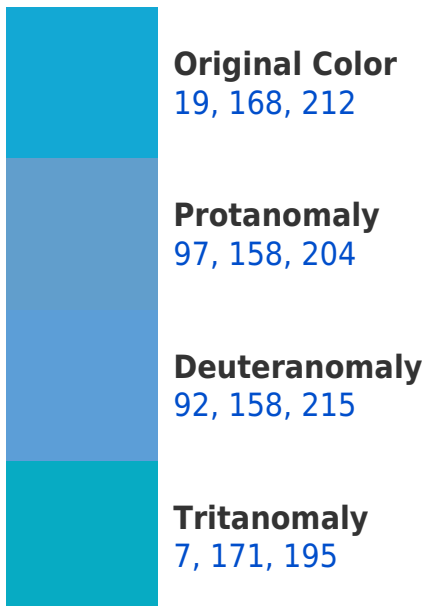 Original Color
19, 168, 212
Protanomaly
97, 158, 204
Deuteranomaly
92, 158, 215
Tritanomaly
7, 171, 195